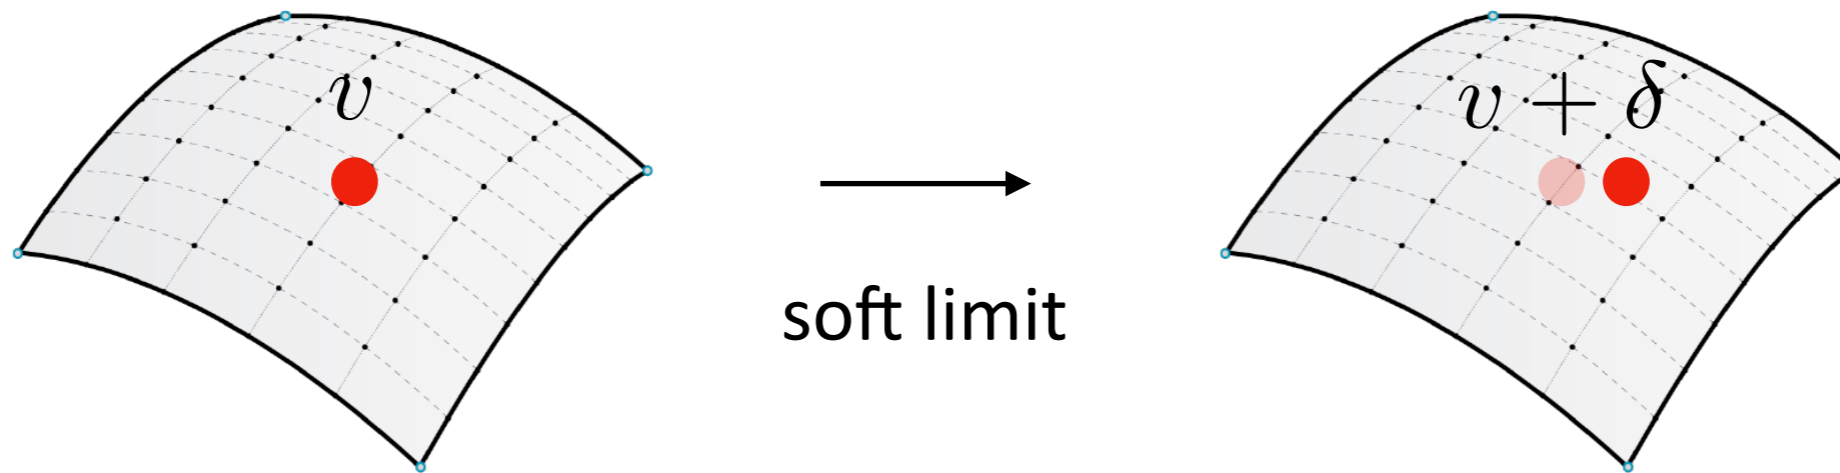 v
v + δ
soft limit